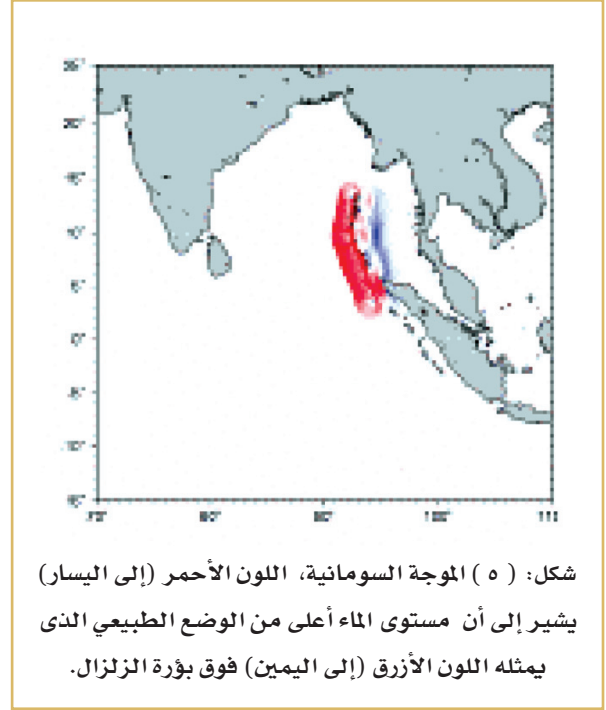 شكل: ( ٥ ) الموجة السومانية، اللون الأحمر (إلى اليسار)
يشير إلى أن مستوى الماء أعلى من الوضع الطبيعي الذى
يمثله اللون الأزرق (إلى اليمين) فوق بؤرة الزلزال.